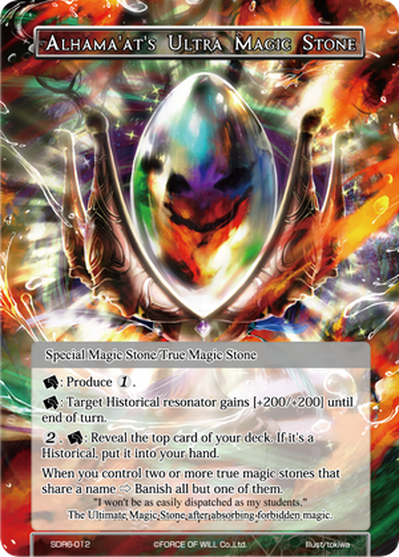 Alhama'at's Ultra Magic Stone
Special Magic Stone/True Magic Stone
: Produce 1.
: Target Historical resonator gains [+200/+200] until
end of turn.
2, : Reveal the top card of your deck. If it's a
Historical, put it into your hand.
When you control two or more true magic stones that
share a name ⇨ Banish all but one of them.
"I won't be as easily dispatched as my students."
The Ultimate Magic Stone after absorbing forbidden magic.
SDR6-012 ©FORCE OF WILL Co.,Ltd. Illust/tokiwa